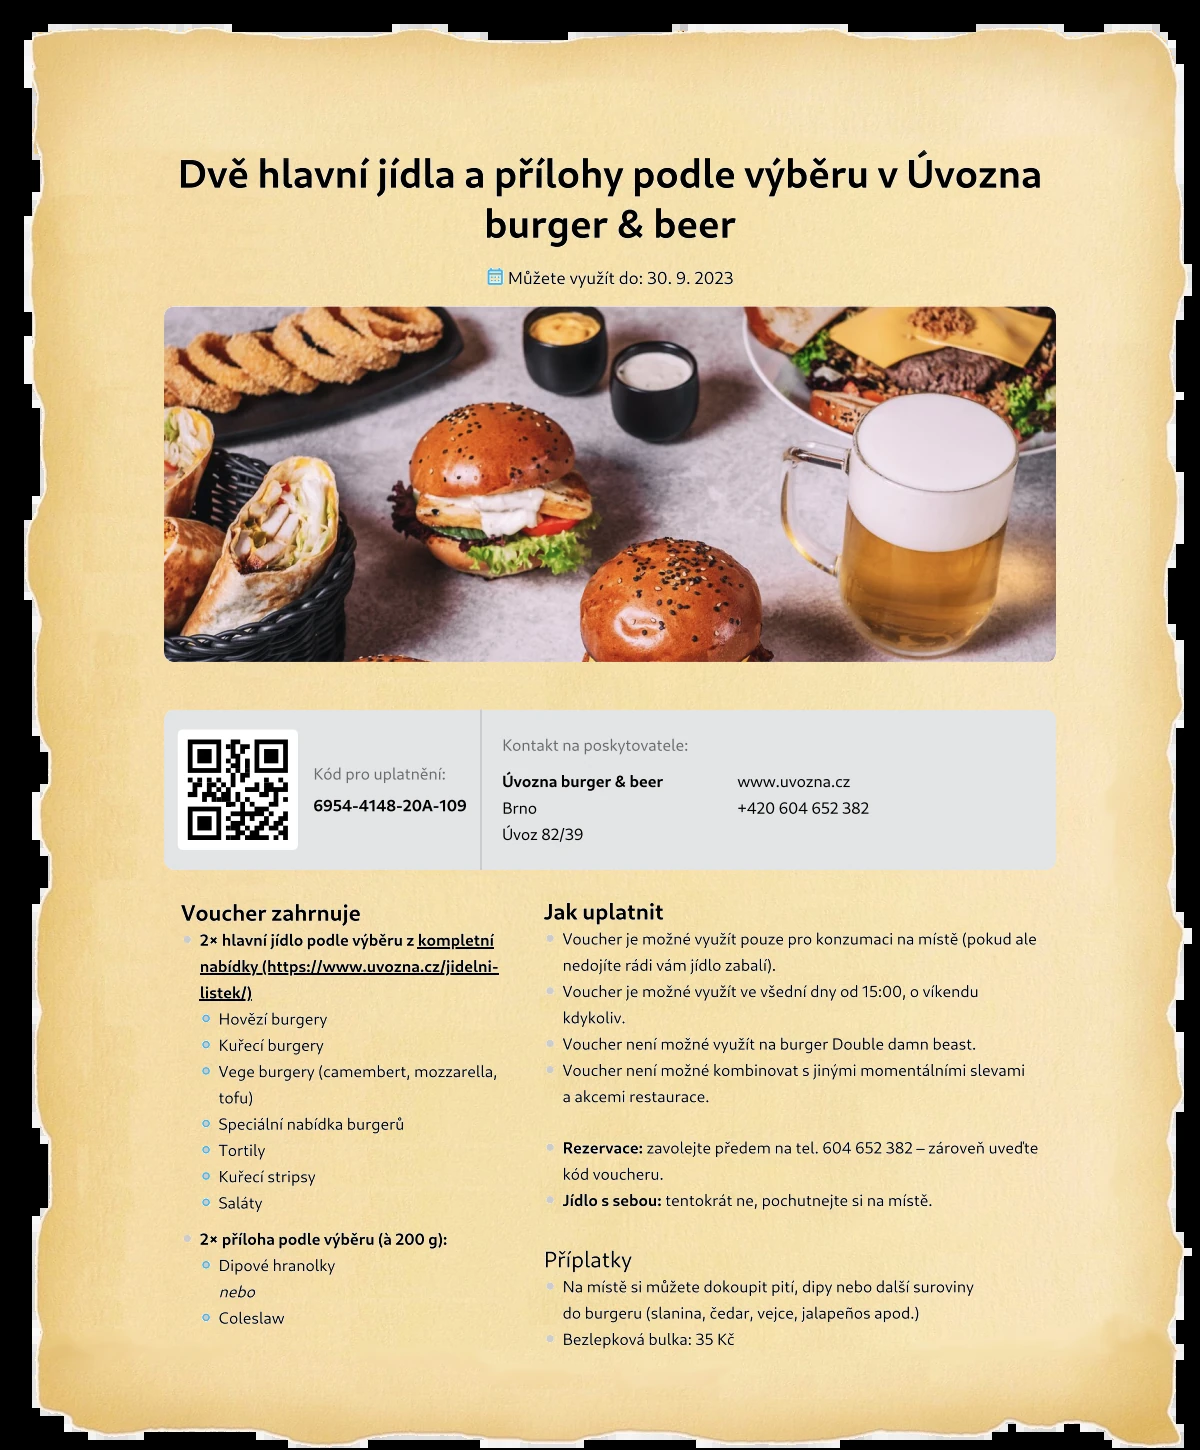 Dvě hlavní jídla a přílohy podle výběru v Úvozna
burger & beer
Můžete využít do: 30. 9. 2023
Kód pro uplatnění:
6954-4148-20A-109
Kontakt na poskytovatele:
Úvozna burger & beer
Brno
Úvoz 82/39
www.uvozna.cz
+420 604 652 382
Voucher zahrnuje
2× hlavní jídlo podle výběru z kompletní
nabídky (https://www.uvozna.cz/jidelni-
listek/)
Hovězí burgery
Kuřecí burgery
Vege burgery (camembert, mozzarella,
tofu)
Speciální nabídka burgerů
Tortily
Kuřecí stripsy
Saláty
2× příloha podle výběru (à 200 g):
Dipové hranolky
nebo
Coleslaw
Jak uplatnit
Voucher je možné využít pouze pro konzumaci na místě (pokud ale
nedojíte rádi vám jídlo zabalí).
Voucher je možné využít ve všední dny od 15:00, o víkendu
kdykoliv.
Voucher není možné využít na burger Double damn beast.
Voucher není možné kombinovat s jinými momentálními slevami
a akcemi restaurace.
Rezervace: zavolejte předem na tel. 604 652 382 – zároveň uveďte
kód voucheru.
Jídlo s sebou: tentokrát ne, pochutnejte si na místě.
Příplatky
Na místě si můžete dokoupit pití, dipy nebo další suroviny
do burgeru (slanina, čedar, vejce, jalapeños apod.)
Bezlepková bulka: 35 Kč